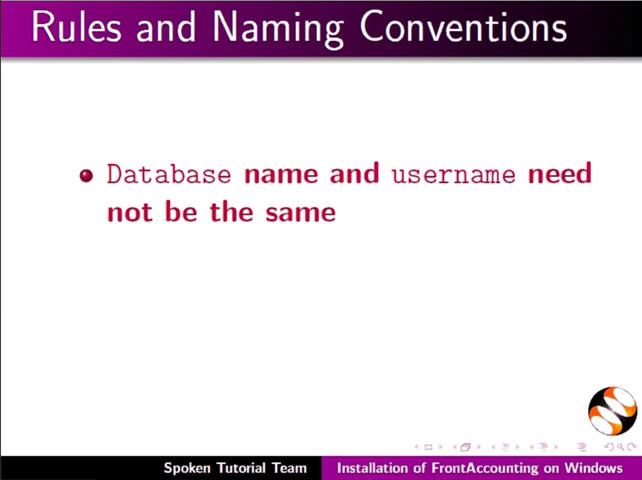 Rules and Naming Conventions
Database name and username need
not be the same
Spoken Tutorial Team
Installation of FrontAccounting on Windows